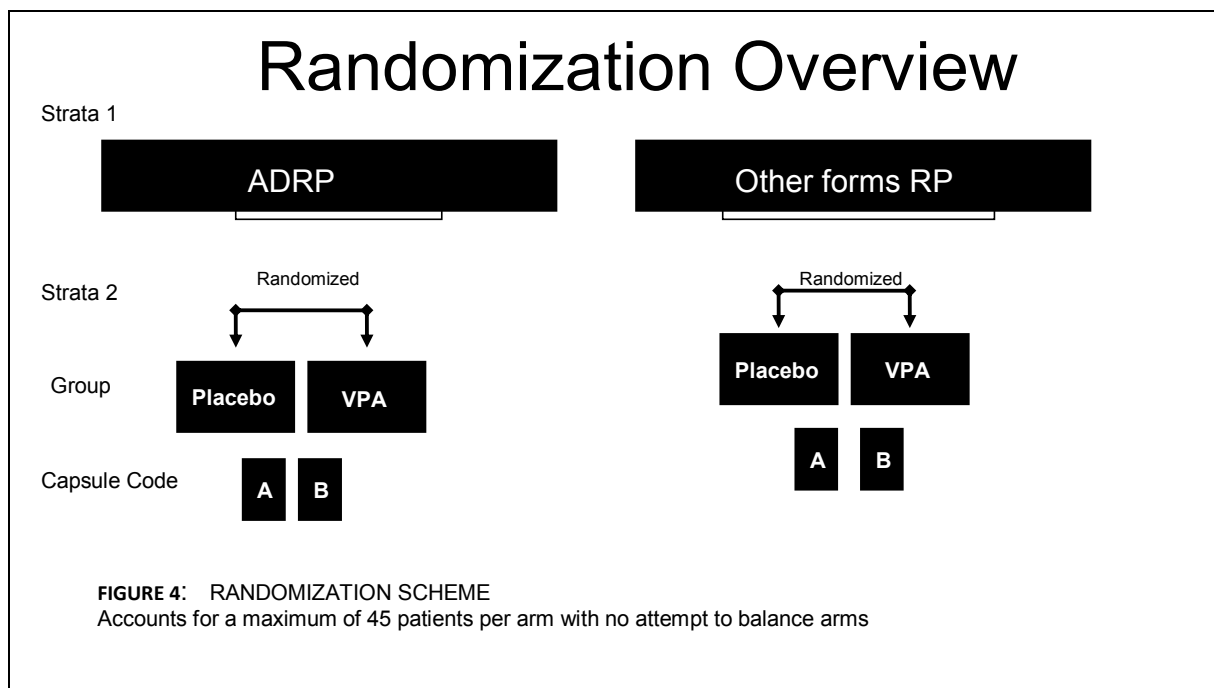 Randomization Overview
Strata 1
ADRP Other forms RP
Strata 2 Randomized Randomized
Group Placebo VPA Placebo VPA
Capsule Code A B A B
FIGURE 4: RANDOMIZATION SCHEME
Accounts for a maximum of 45 patients per arm with no attempt to balance arms